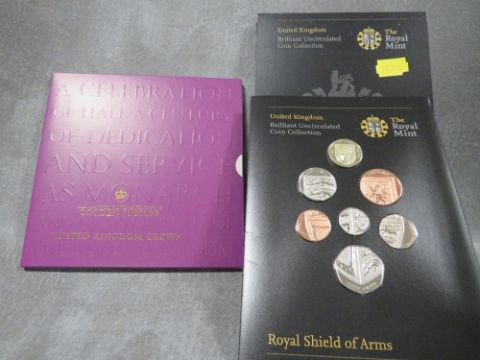 A CELEBRATION
OF HALF A CENTURY
OF DEDICATION
AND SERVICE
AS MONARCH
GOLDEN JUBILEE
UNITED KINGDOM CROWN
United Kingdom
Brilliant Uncirculated
Coin Collection
The
Royal
Mint
United Kingdom
Brilliant Uncirculated
Coin Collection
The
Royal
Mint
Royal Shield of Arms